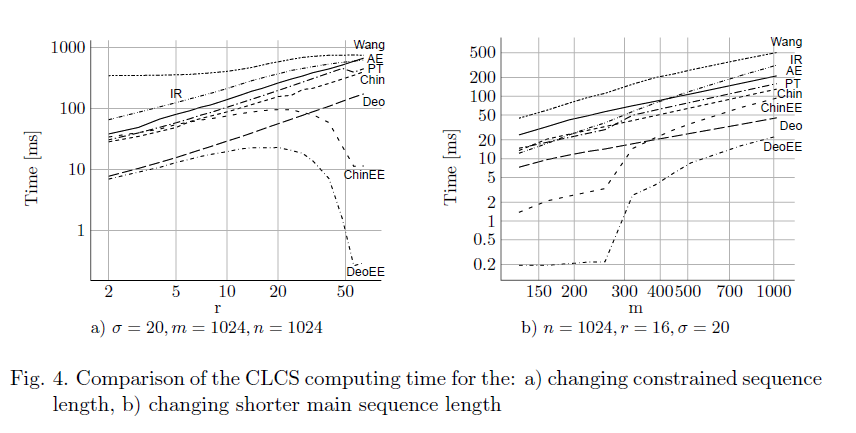 1000
100
10
1
Time [ms]
Wang
AE
PT
Chin
IR
Deo
ChinEE
DeoEE
2 5 10 20 50
r
a) σ = 20, m = 1024, n = 1024
500
200
100
50
20
10
5
2
1
0.5
0.2
Time [ms]
Wang
IR
AE
PT
Chin
ChinEE
Deo
DeoEE
150 200 300 400 500 700 1000
m
b) n = 1024, r = 16, σ = 20
Fig. 4. Comparison of the CLCS computing time for the: a) changing constrained sequence
length, b) changing shorter main sequence length